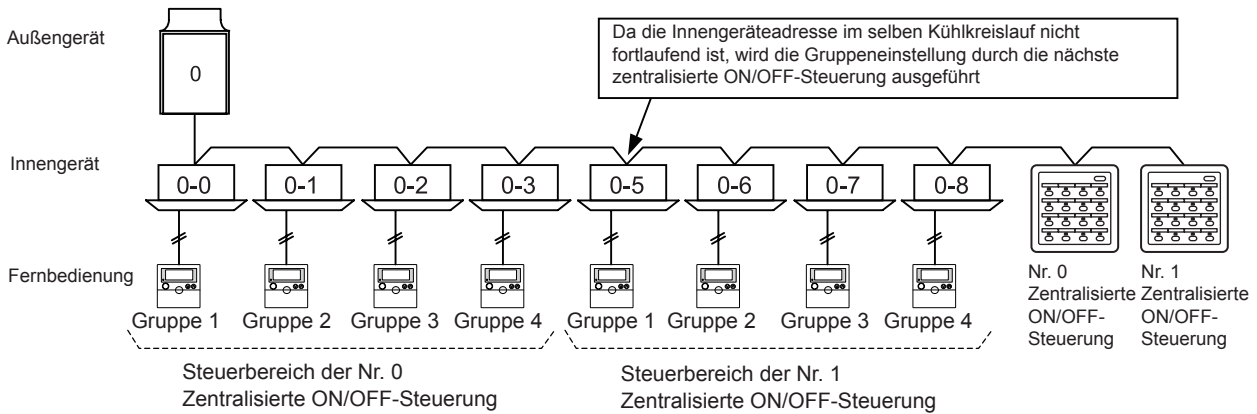 Außengerät
0
Da die Innengeräteadresse im selben Kühlkreislauf nicht
fortlaufend ist, wird die Gruppeneinstellung durch die nächste
zentralisierte ON/OFF-Steuerung ausgeführt
Innengerät
0-0 0-1 0-2 0-3 0-5 0-6 0-7 0-8
Fernbedienung
Gruppe 1 Gruppe 2 Gruppe 3 Gruppe 4 Gruppe 1 Gruppe 2 Gruppe 3 Gruppe 4
Nr. 0
Zentralisierte
ON/OFF-
Steuerung
Nr. 1
Zentralisierte
ON/OFF-
Steuerung
Steuerbereich der Nr. 0
Zentralisierte ON/OFF-Steuerung
Steuerbereich der Nr. 1
Zentralisierte ON/OFF-Steuerung